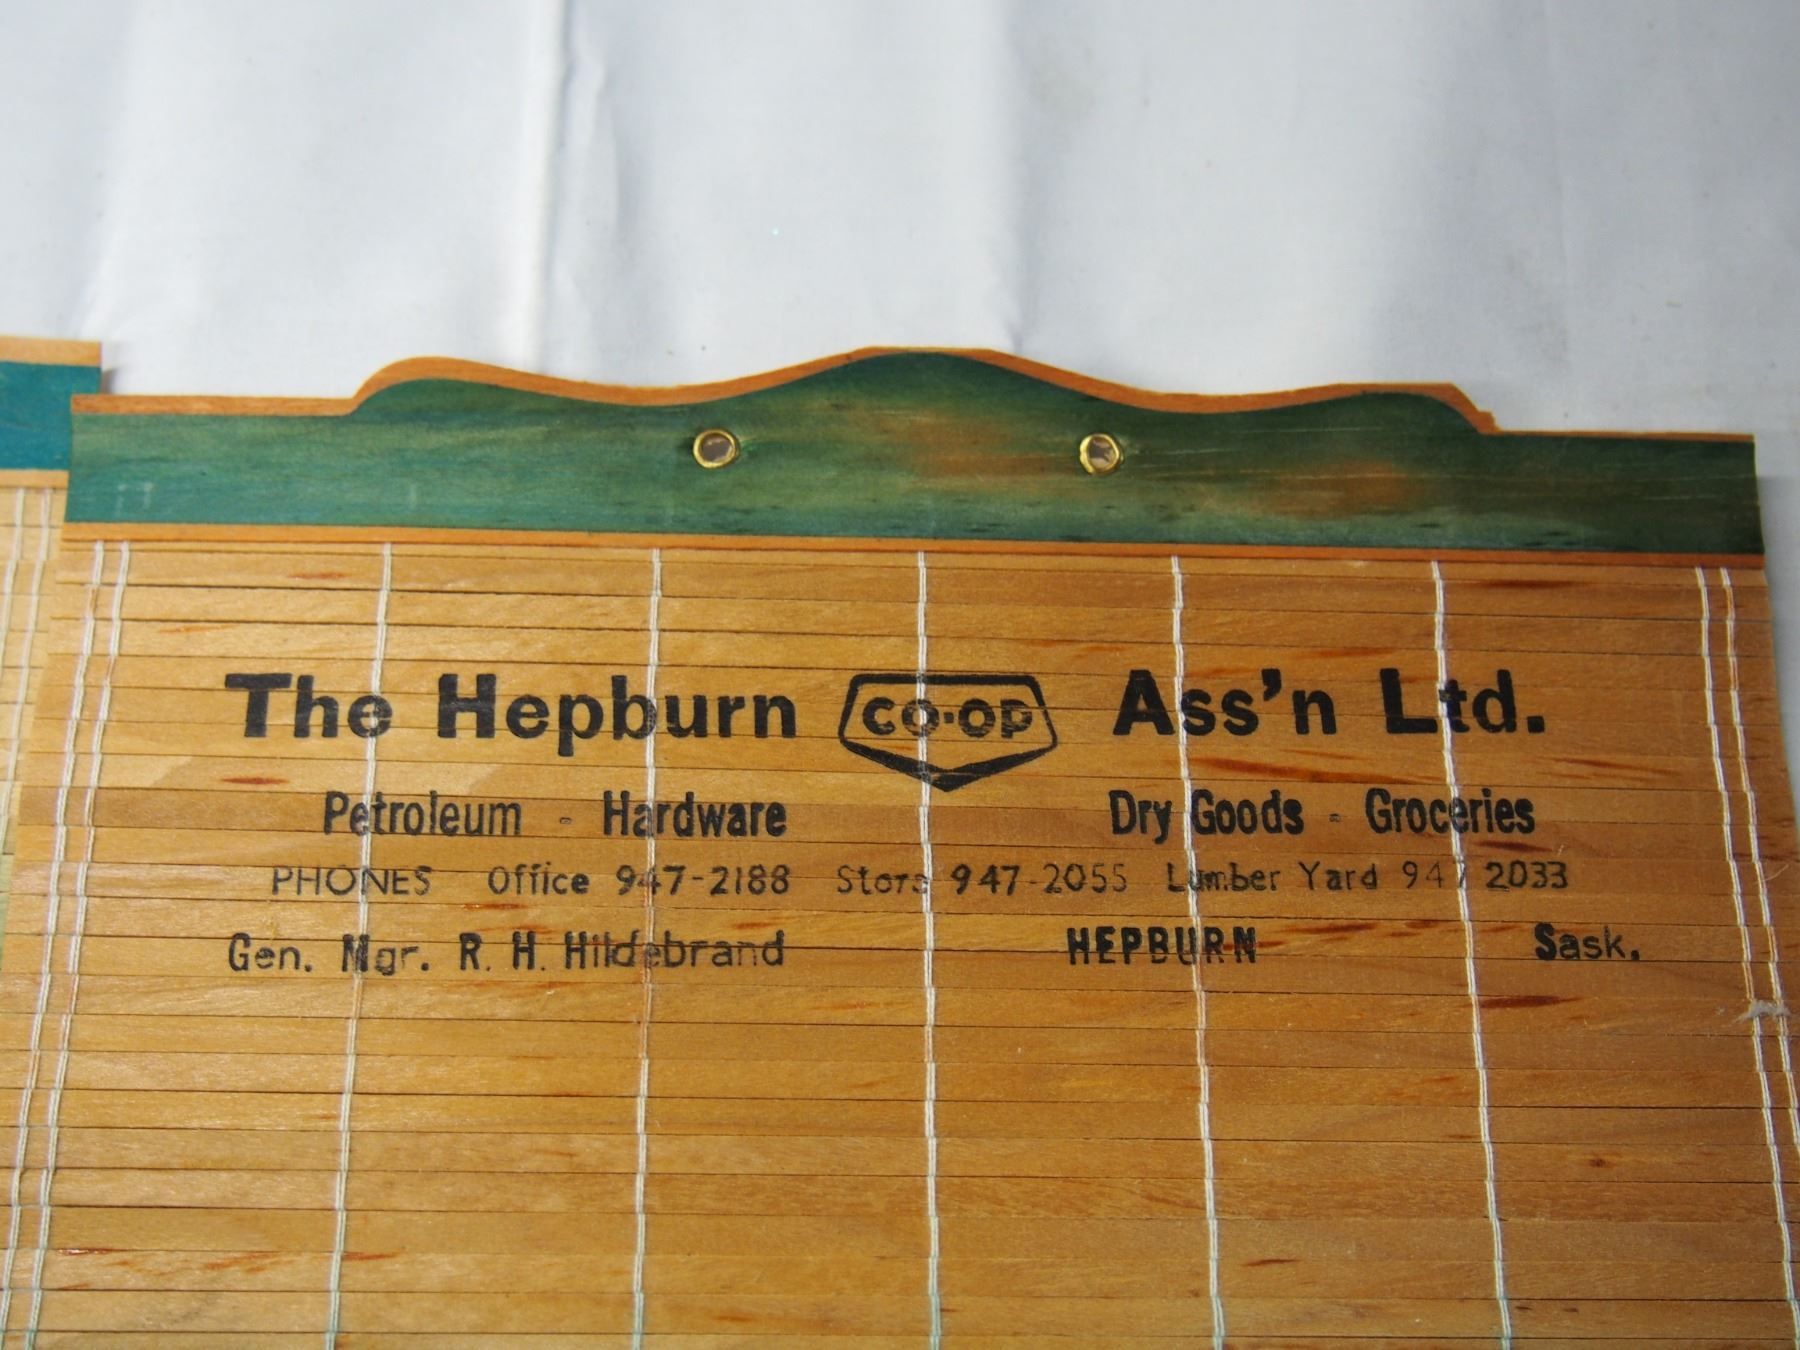 The Hepburn CO-OP Ass'n Ltd.
Petroleum - Hardware Dry Goods - Groceries
PHONES Office 947-2188 Store 947-2055 Lumber Yard 947 2033
Gen. Mgr. R. H. Hildebrand HEPBURN Sask.